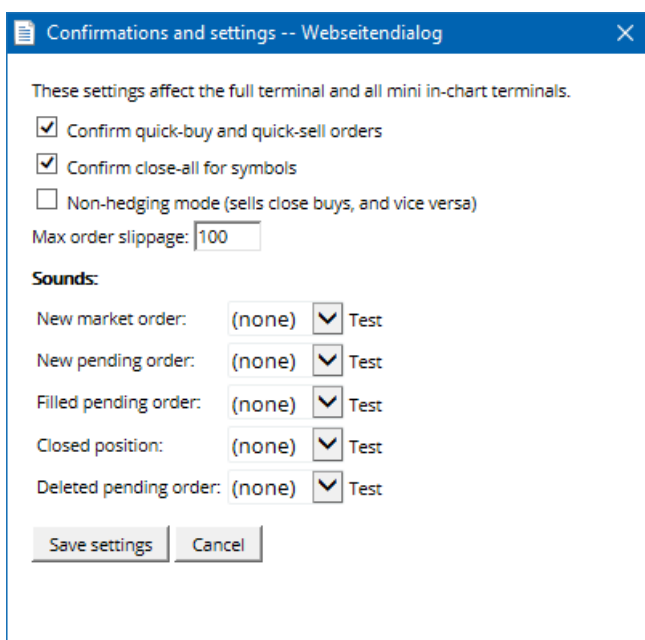 Confirmations and settings -- Webseitendialog
These settings affect the full terminal and all mini in-chart terminals.
Confirm quick-buy and quick-sell orders
Confirm close-all for symbols
Non-hedging mode (sells close buys, and vice versa)
Max order slippage: 100
Sounds:
New market order: (none) Test
New pending order: (none) Test
Filled pending order: (none) Test
Closed position: (none) Test
Deleted pending order: (none) Test
Save settings Cancel